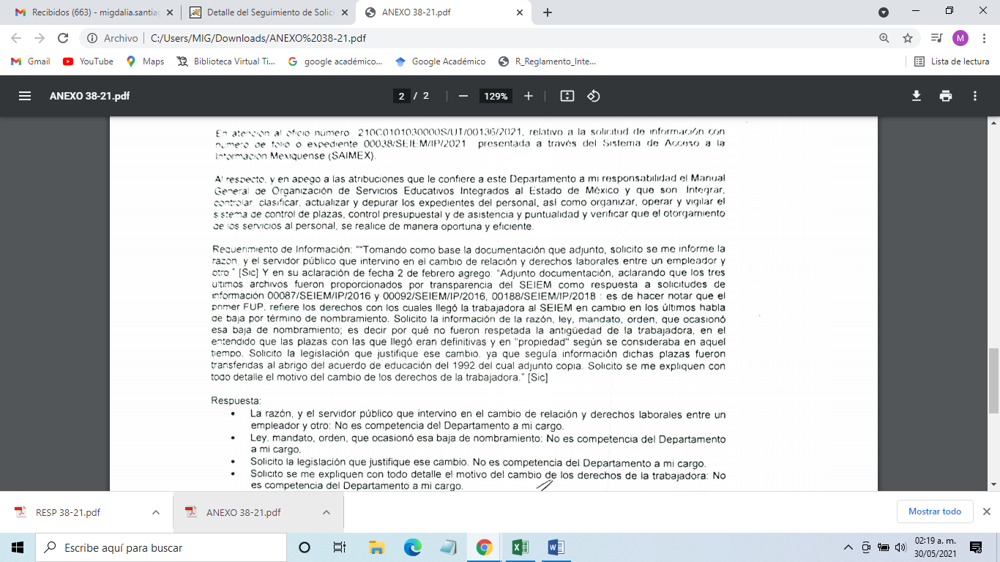 Recibidos (663) - migdalia.santia
Detalle del Seguimiento de Solici
ANEXO 38-21.pdf
Archivo
C:/Users/MIG/Downloads/ANEXO%2038-21.pdf
M
Gmail
YouTube
Maps
Biblioteca Virtual Ti...
google académico...
Google Académico
R_Reglamento_Inte...
Lista de lectura
ANEXO 38-21.pdf
2 / 2
129%
En atención al oficio número 210C0101030000S/UT/00136/2021, relativo a la solicitud de información con
número de folio o expediente 00038/SEIEM/IP/2021 presentada a través del Sistema de Acceso a la
Información Mexiquense (SAIMEX).
Al respecto, y en apego a las atribuciones que le confiere a este Departamento a mi responsabilidad el Manual
General de Organización de Servicios Educativos Integrados al Estado de México y que son: Integrar,
controlar, clasificar, actualizar y depurar los expedientes del personal, así como organizar, operar y vigilar el
sistema de control de plazas, control presupuestal y de asistencia y puntualidad y verificar que el otorgamiento
de los servicios al personal, se realice de manera oportuna y eficiente.
Requerimiento de Información: ""Tomando como base la documentación que adjunto, solicito se me informe la
razón, y el servidor público que intervino en el cambio de relación y derechos laborales entre un empleador y
otro." [Sic] Y en su aclaración de fecha 2 de febrero agrego: "Adjunto documentación, aclarando que los tres
ultimos archivos fueron proporcionados por transparencia del SEIEM como respuesta a solicitudes de
información 00087/SEIEM/IP/2016 y 00092/SEIEM/IP/2016, 00188/SEIEM/IP/2018 : es de hacer notar que el
primer FUP, refiere los derechos con los cuales llegó la trabajadora al SEIEM en cambio en los últimos habla
de baja por término de nombramiento. Solicito la información de la razón, ley, mandato, orden, que ocasionó
esa baja de nombramiento; es decir por qué no fueron respetada la antigüedad de la trabajadora, en el
entendido que las plazas con las que llegó eran definitivas y en "propiedad" según se consideraba en aquel
tiempo. Solicito la legislación que justifique ese cambio. ya que seguía información dichas plazas fueron
transferidas al abrigo del acuerdo de educación del 1992 del cual adjunto copia. Solicito se me expliquen con
todo detalle el motivo del cambio de los derechos de la trabajadora." [Sic]
Respuesta:
• La razón, y el servidor público que intervino en el cambio de relación y derechos laborales entre un
empleador y otro: No es competencia del Departamento a mi cargo.
• Ley, mandato, orden, que ocasionó esa baja de nombramiento: No es competencia del Departamento
a mi cargo.
• Solicito la legislación que justifique ese cambio. No es competencia del Departamento a mi cargo.
• Solicito se me expliquen con todo detalle el motivo del cambio de los derechos de la trabajadora: No
es competencia del Departamento a mi cargo.
RESP 38-21.pdf
ANEXO 38-21.pdf
Mostrar todo
Escribe aquí para buscar
02:19 a. m.
30/05/2021